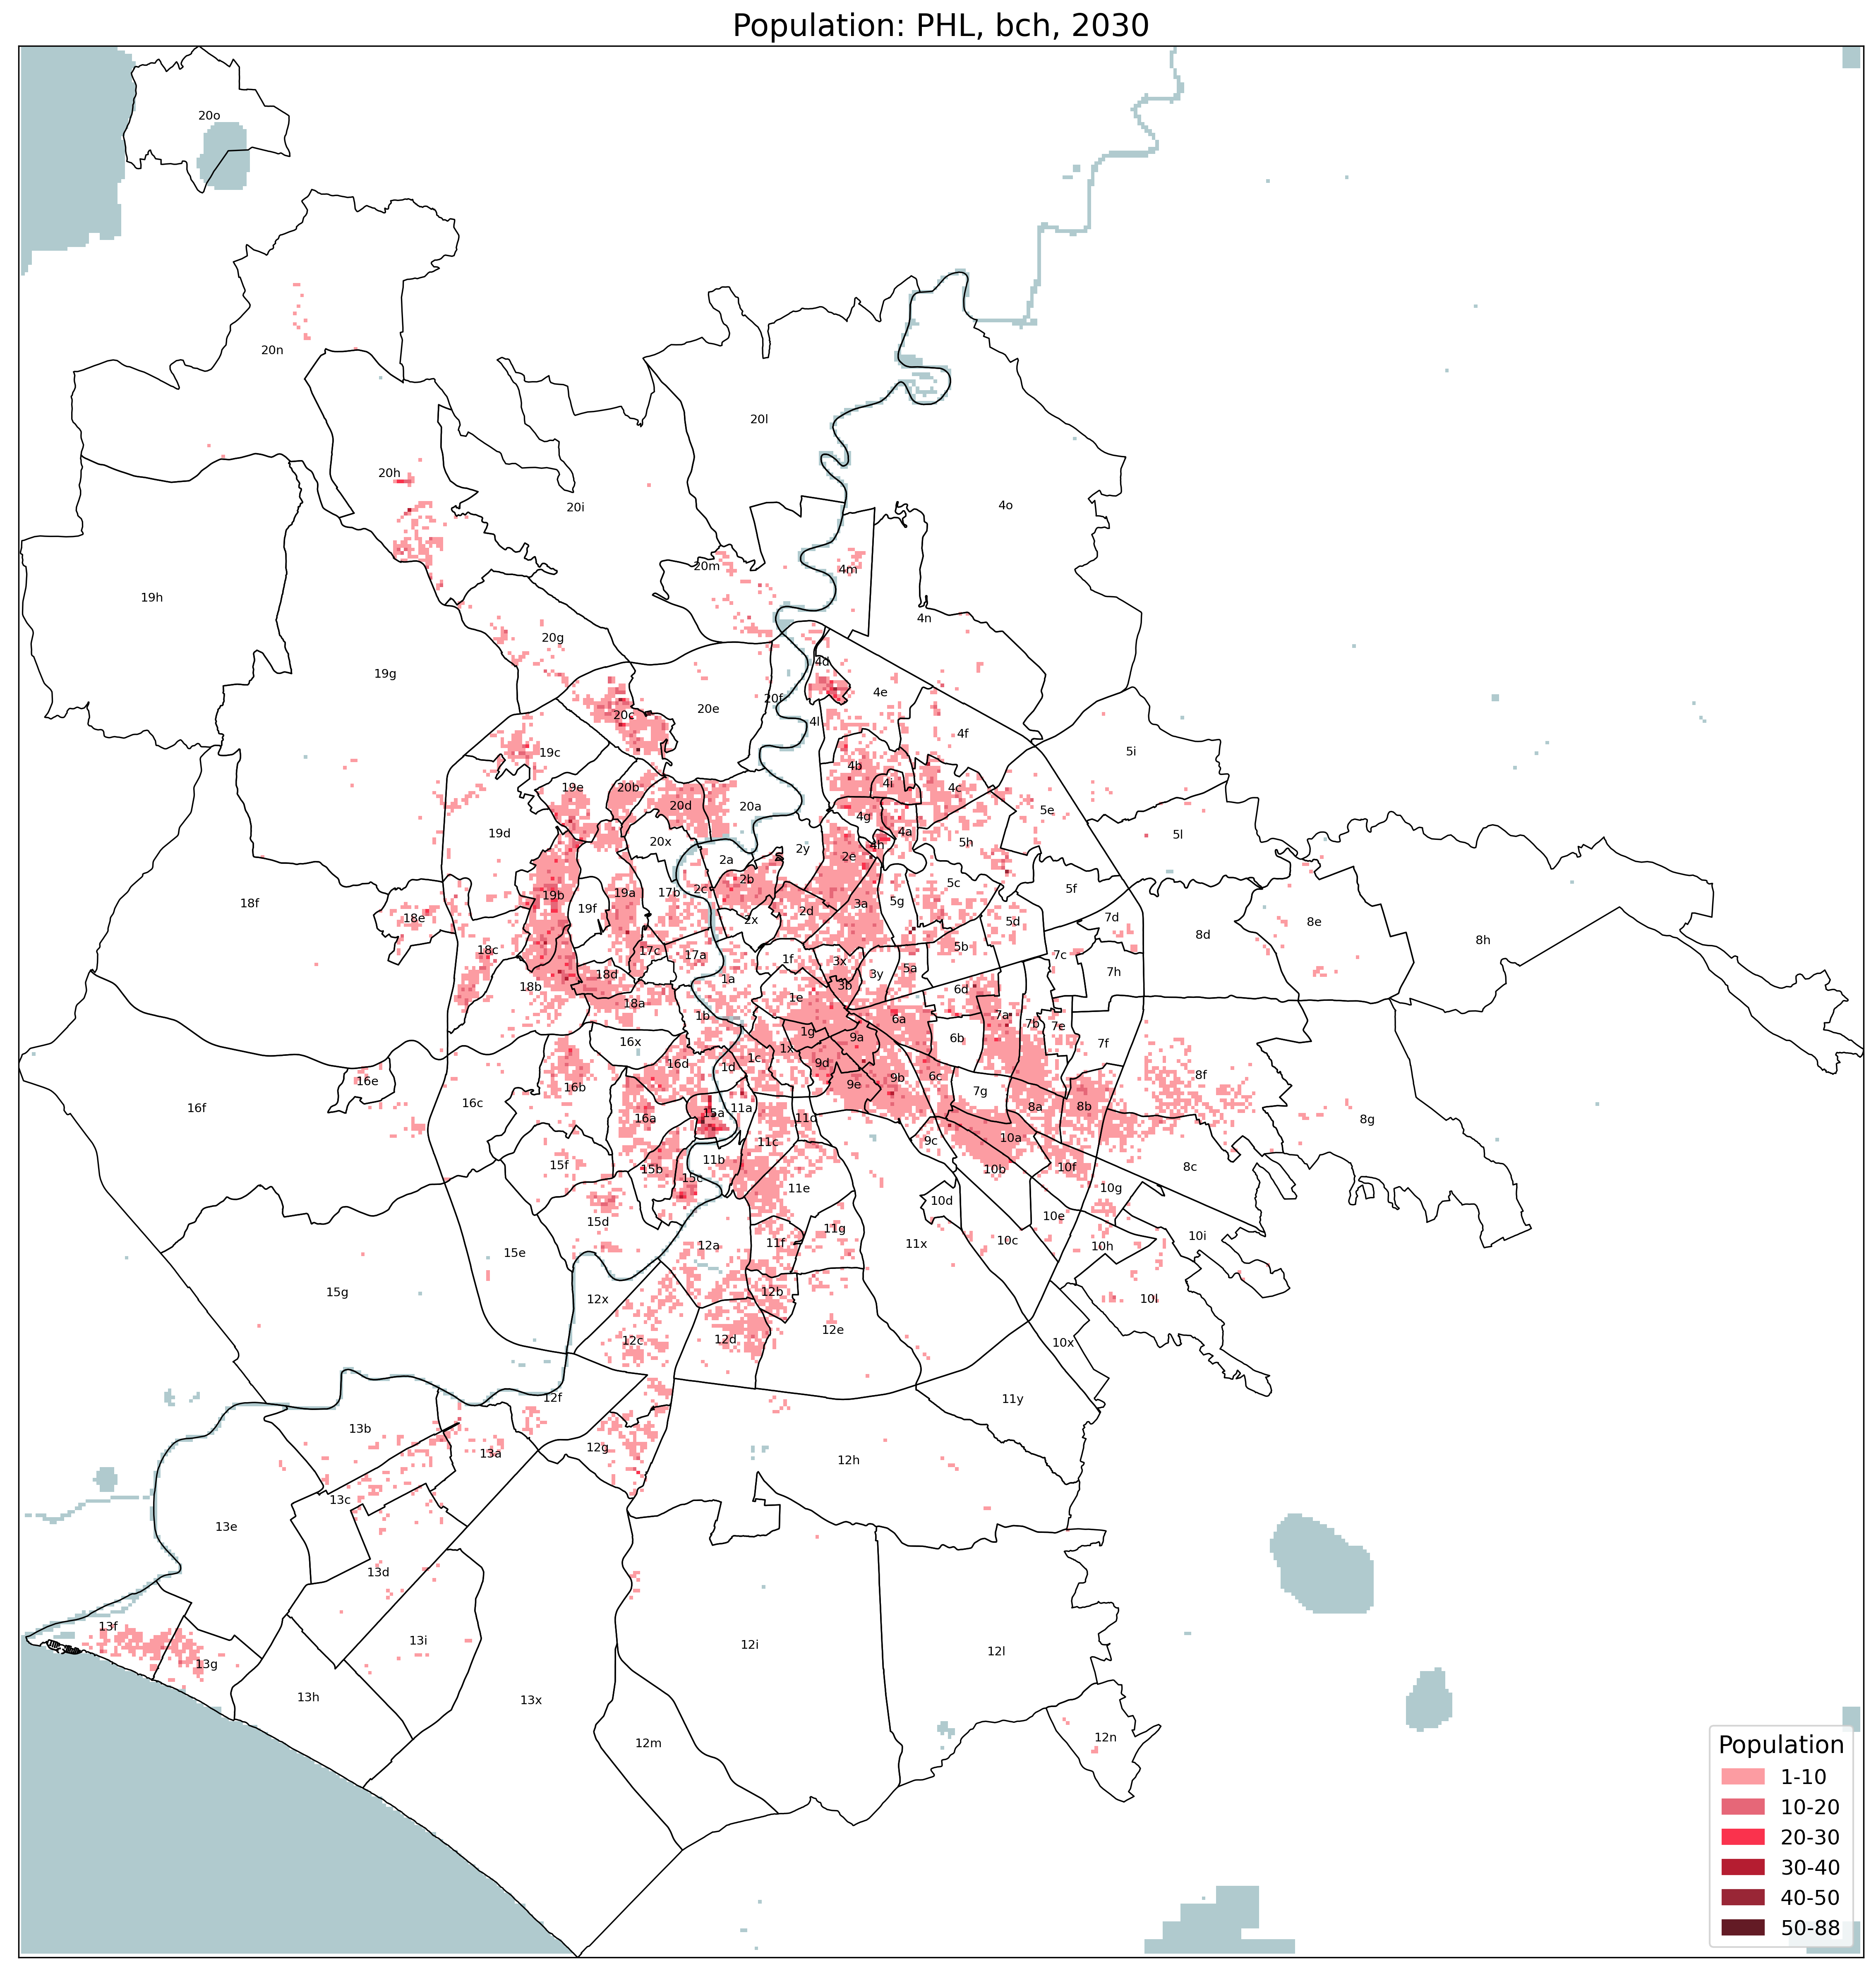 Population: PHL, bch, 2030
20o
20n
20l
20h
20i
4o
20m
4m
19h
4n
20g
4d
19g
4e
20f
20e
20c
4l
4f
19c
5i
4b
4i
19e
20b
4c
20d
20a
5e
4g
19d
4a
5l
20x
4h
5h
2y
2e
2a
2b
5c
5f
2c
19b
19a
17b
18f
5g
3a
19f
2d
18e
2x
7d
5d
8e
8d
8h
18c
17c
5b
17a
7c
1f
3x
5a
7h
18d
3y
1a
18b
3b
6d
1e
18a
7a
1b
6a
7b
7e
1g
9a
6b
16x
7f
1x
1c
16d
9d
1d
8f
6c
9b
16e
9e
16b
7g
16c
16f
11a
8a
8b
15a
16a
11d
8g
10a
9c
11c
11b
15f
15b
10b
10f
8c
15c
11e
10g
10d
10e
15d
11g
10i
10c
11f
11x
12a
10h
15e
15g
12b
12x
10l
12e
12c
12d
10x
12f
11y
13b
12g
13a
12h
13c
13e
13d
13f
13i
12i
12l
13g
13h
13x
12n
12m
Population
1-10
10-20
20-30
30-40
40-50
50-88